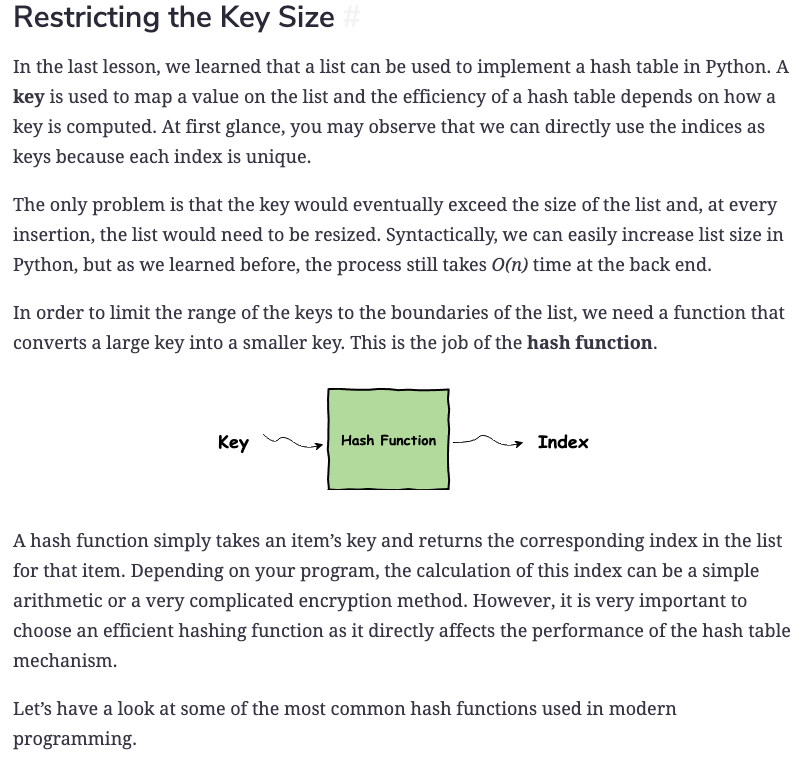 Restricting the Key Size #
In the last lesson, we learned that a list can be used to implement a hash table in Python. A
key is used to map a value on the list and the efficiency of a hash table depends on how a
key is computed. At first glance, you may observe that we can directly use the indices as
keys because each index is unique.
The only problem is that the key would eventually exceed the size of the list and, at every
insertion, the list would need to be resized. Syntactically, we can easily increase list size in
Python, but as we learned before, the process still takes O(n) time at the back end.
In order to limit the range of the keys to the boundaries of the list, we need a function that
converts a large key into a smaller key. This is the job of the hash function.
Key Hash Function Index
A hash function simply takes an item’s key and returns the corresponding index in the list
for that item. Depending on your program, the calculation of this index can be a simple
arithmetic or a very complicated encryption method. However, it is very important to
choose an efficient hashing function as it directly affects the performance of the hash table
mechanism.
Let’s have a look at some of the most common hash functions used in modern
programming.